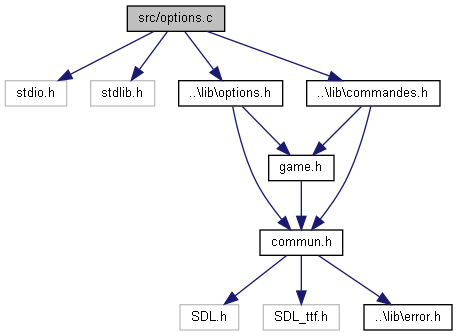 src/options.c
stdio.h
stdlib.h
..\lib\options.h
..\lib\commandes.h
game.h
commun.h
SDL.h
SDL_ttf.h
..\lib\error.h